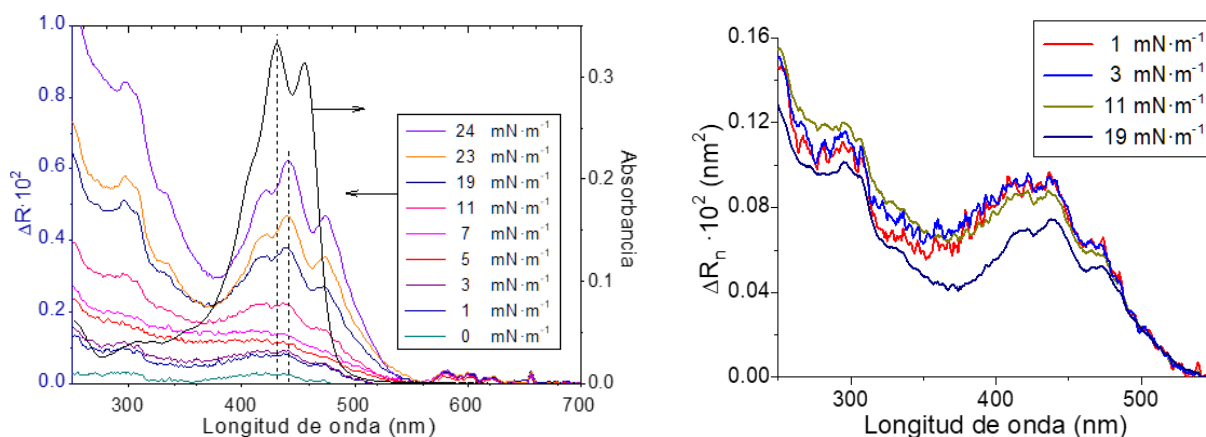 1.0
0.8
0.6
0.4
0.2
0.0
ΔR·10²
300
400
500
600
700
Longitud de onda (nm)
0.3
0.2
0.1
0.0
Absorbancia
24 mN·m⁻¹
23 mN·m⁻¹
19 mN·m⁻¹
11 mN·m⁻¹
7 mN·m⁻¹
5 mN·m⁻¹
3 mN·m⁻¹
1 mN·m⁻¹
0 mN·m⁻¹
0.16
0.12
0.08
0.04
0.00
ΔRₙ · 10² (nm²)
300
400
500
Longitud de onda (nm)
1 mN·m⁻¹
3 mN·m⁻¹
11 mN·m⁻¹
19 mN·m⁻¹